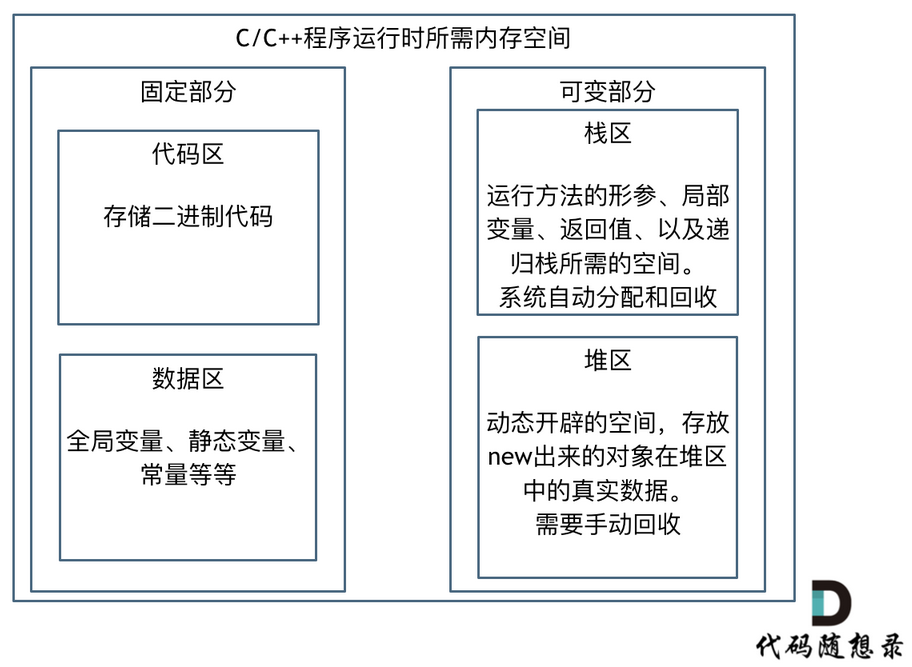 C/C++程序运行时所需内存空间
固定部分
代码区
存储二进制代码
数据区
全局变量、静态变量、
常量等等
可变部分
栈区
运行方法的形参、局部
变量、返回值、以及递
归栈所需的空间。
系统自动分配和回收
堆区
动态开辟的空间，存放
new出来的对象在堆区
中的真实数据。
需要手动回收
D
代码随想录